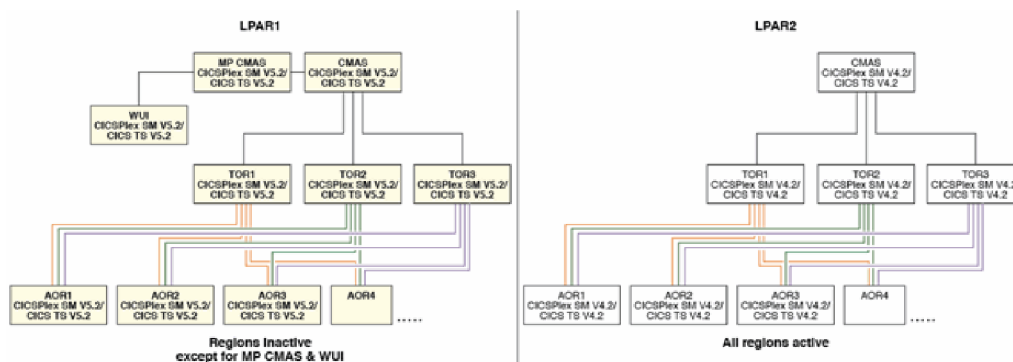 LPAR1
MP CMAS
CICSPlex SM V5.2/
CICS TS V5.2
CMAS
CICSPlex SM V5.2/
CICS TS V5.2
WUI
CICSPlex SM V5.2/
CICS TS V5.2
TOR1
CICSPlex SM V5.2/
CICS TS V5.2
TOR2
CICSPlex SM V5.2/
CICS TS V5.2
TOR3
CICSPlex SM V5.2/
CICS TS V5.2
AOR1
CICSPlex SM V5.2/
CICS TS V5.2
AOR2
CICSPlex SM V5.2/
CICS TS V5.2
AOR3
CICSPlex SM V5.2/
CICS TS V5.2
AOR4
.....
Regions Inactive
except for MP CMAS & WUI
LPAR2
CMAS
CICSPlex SM V4.2/
CICS TS V4.2
TOR1
CICSPlex SM V4.2/
CICS TS V4.2
TOR2
CICSPlex SM V4.2/
CICS TS V4.2
TOR3
CICSPlex SM V4.2/
CICS TS V4.2
AOR1
CICSPlex SM V4.2/
CICS TS V4.2
AOR2
CICSPlex SM V4.2/
CICS TS V4.2
AOR3
CICSPlex SM V4.2/
CICS TS V4.2
AOR4
.....
All regions active